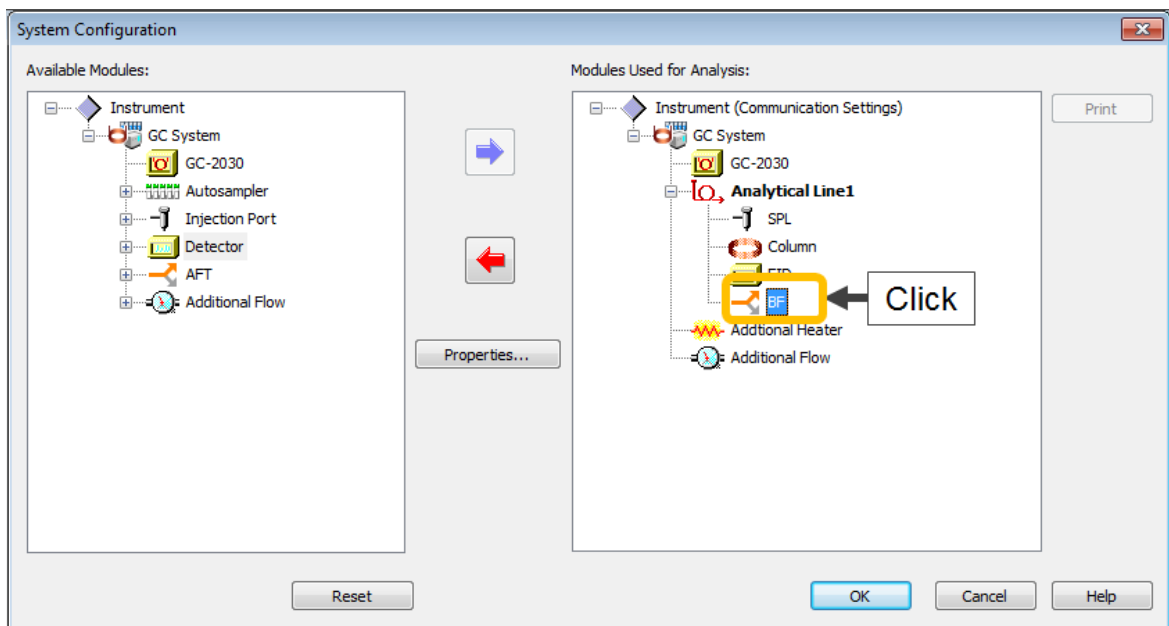 System Configuration
Available Modules:
Modules Used for Analysis:
Instrument
GC System
GC-2030
Autosampler
Injection Port
Detector
AFT
Additional Flow
Properties...
Instrument (Communication Settings)
GC System
GC-2030
Analytical Line1
SPL
Column
FID
BF
Click
Addtional Heater
Additional Flow
Print
Reset
OK
Cancel
Help